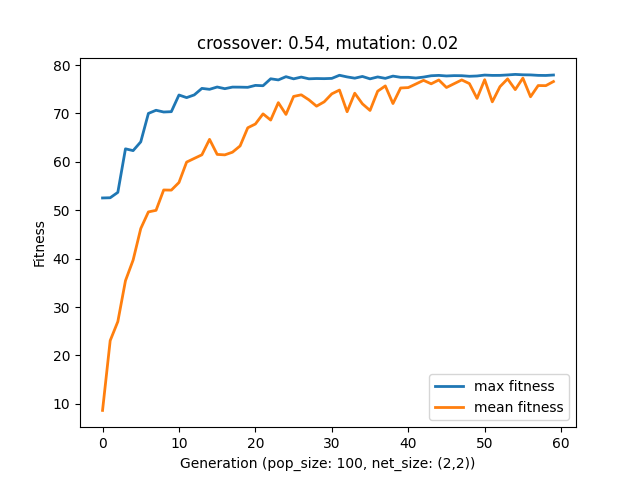 crossover: 0.54, mutation: 0.02
80
70
60
50
40
30
20
10
Fitness
0 10 20 30 40 50 60
Generation (pop_size: 100, net_size: (2,2))
max fitness
mean fitness